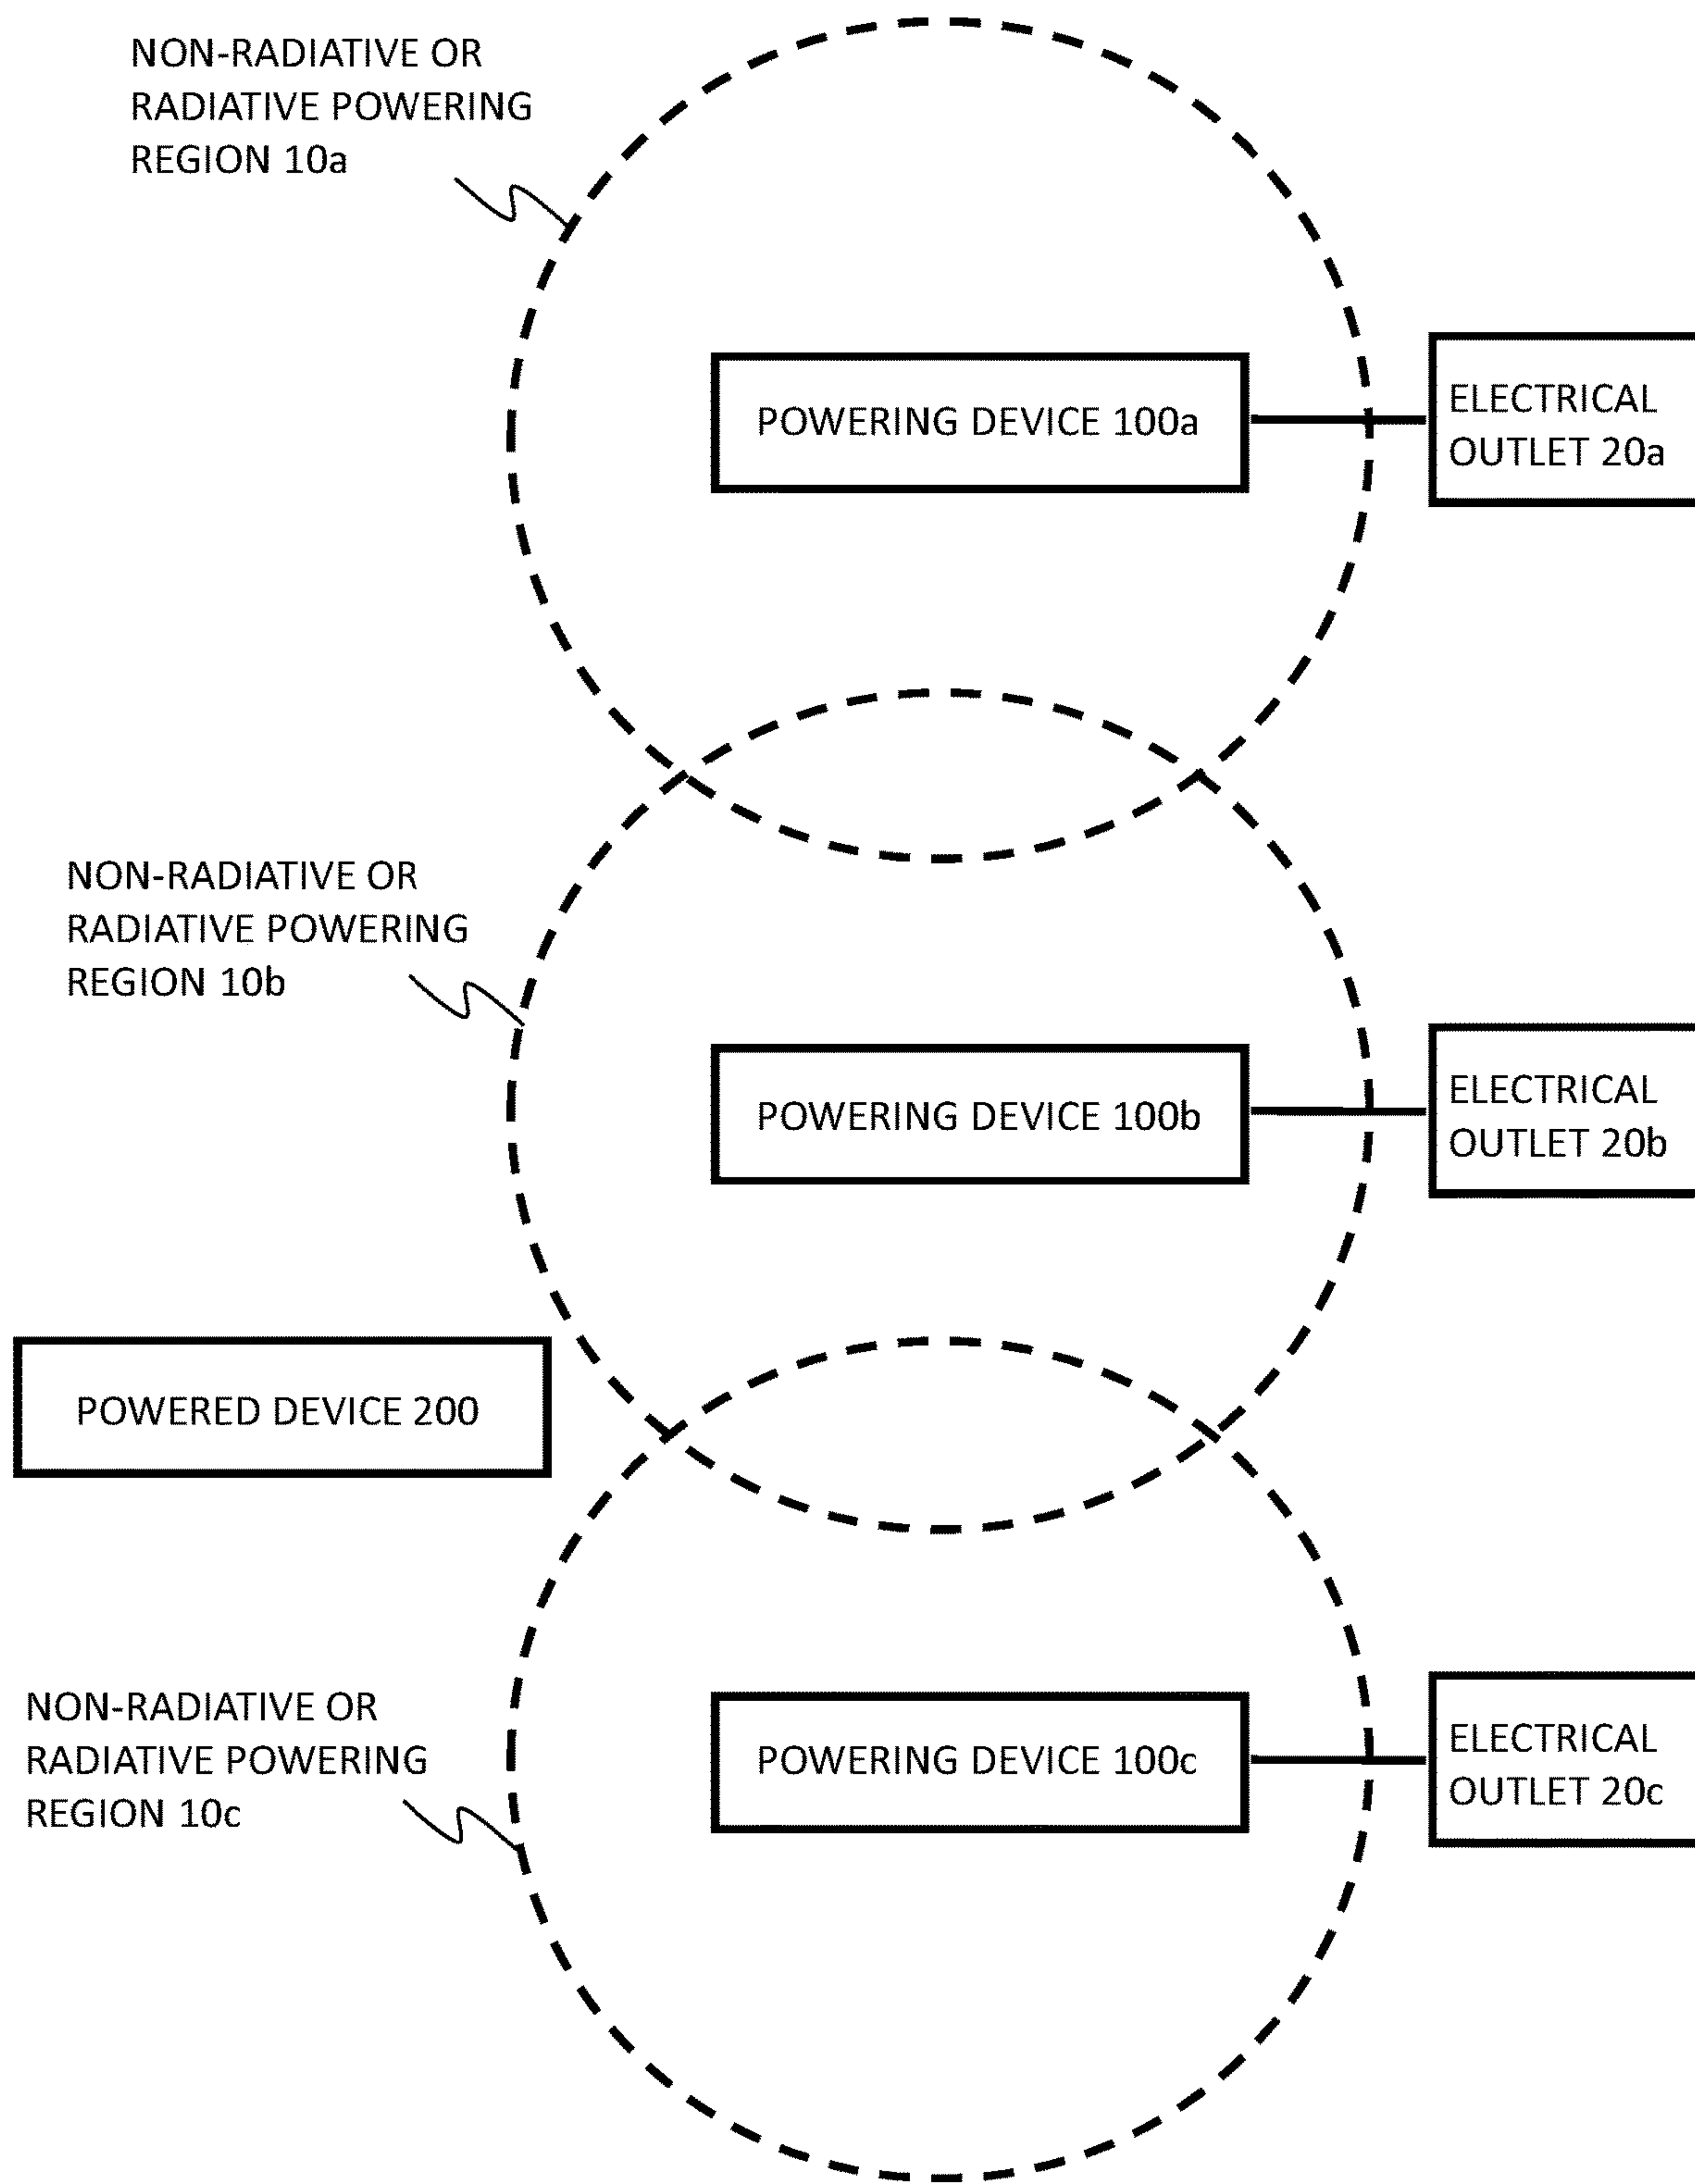 NON-RADIATIVE OR
RADIATIVE POWERING
REGION 10a
POWERING DEVICE 100a
ELECTRICAL
OUTLET 20a
NON-RADIATIVE OR
RADIATIVE POWERING
REGION 10b
POWERING DEVICE 100b
ELECTRICAL
OUTLET 20b
POWERED DEVICE 200
NON-RADIATIVE OR
RADIATIVE POWERING
REGION 10c
POWERING DEVICE 100c
ELECTRICAL
OUTLET 20c